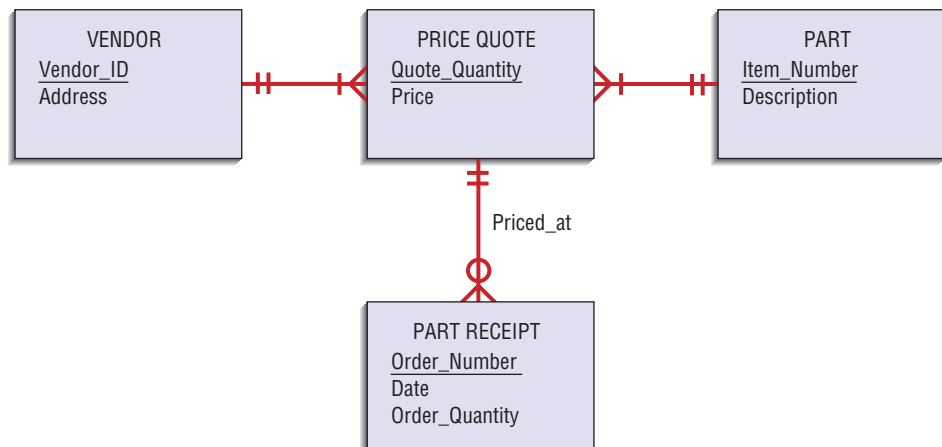 VENDOR
Vendor_ID
Address
PRICE QUOTE
Quote_Quantity
Price
PART
Item_Number
Description
Priced_at
PART RECEIPT
Order_Number
Date
Order_Quantity